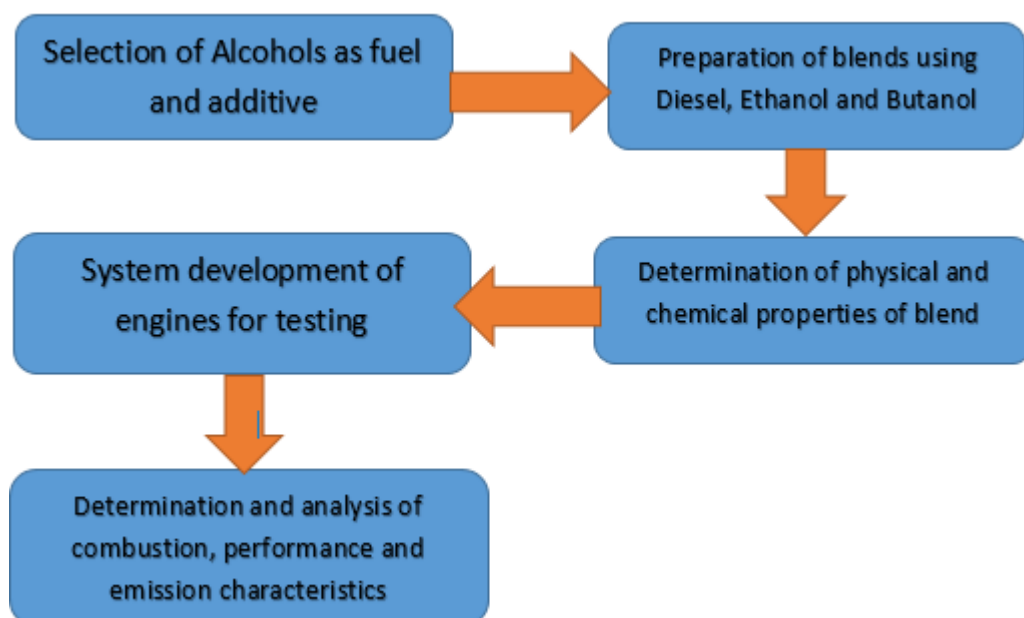 Selection of Alcohols as fuel
and additive
Preparation of blends using
Diesel, Ethanol and Butanol
Determination of physical and
chemical properties of blend
System development of
engines for testing
Determination and analysis of
combustion, performance and
emission characteristics